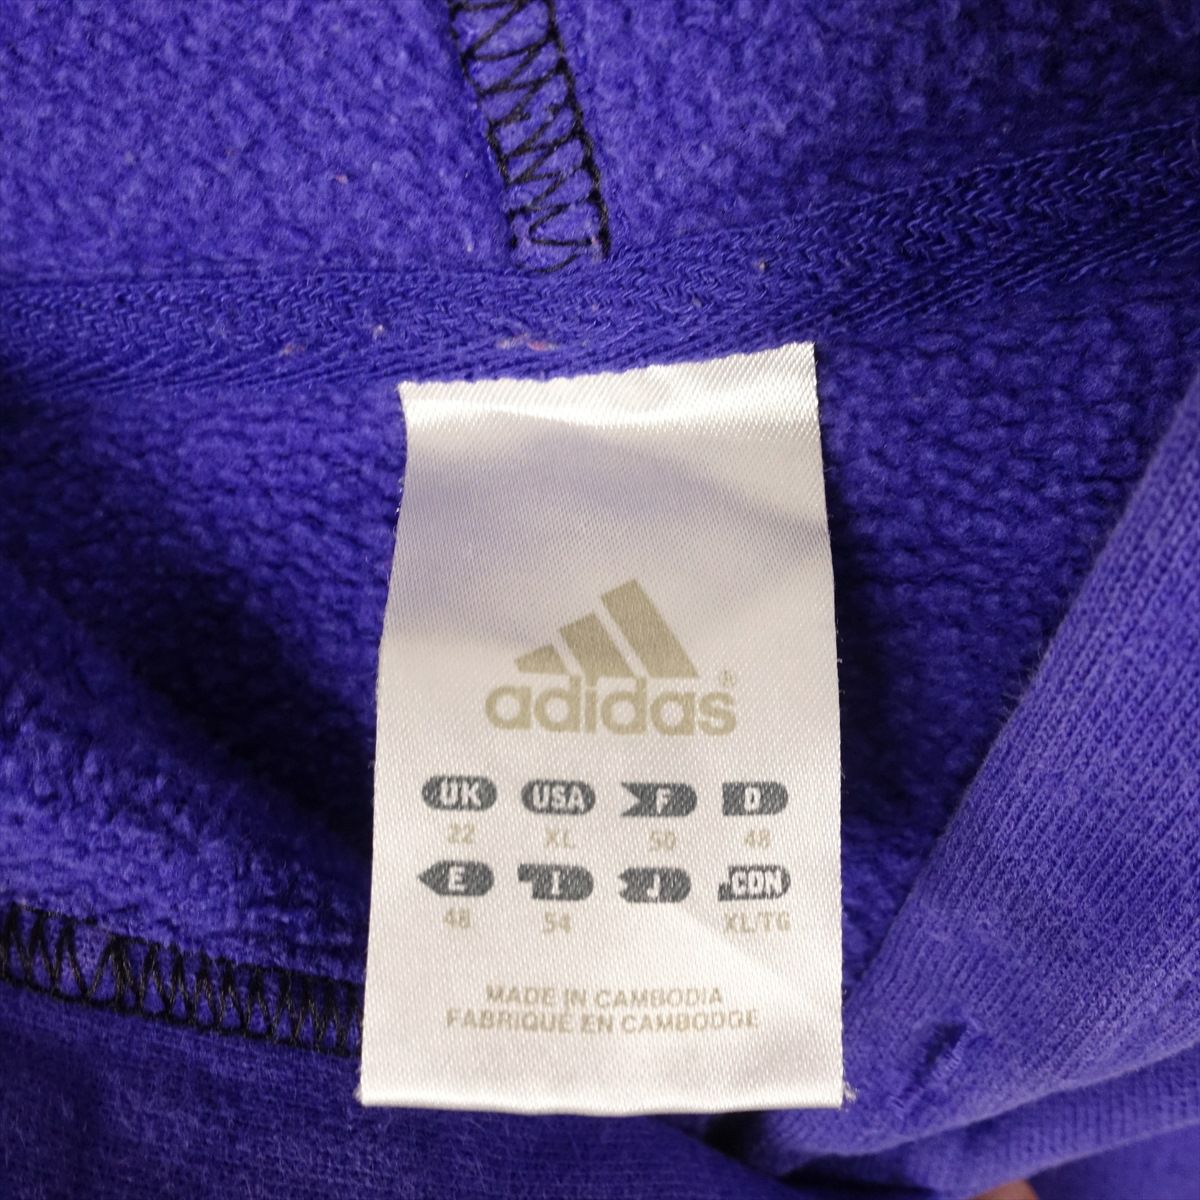 adidas®
UK USA F D
22 XL 50 48
E I J CDN
48 54 XL/TG
MADE IN CAMBODIA
FABRIQUÉ EN CAMBODGE